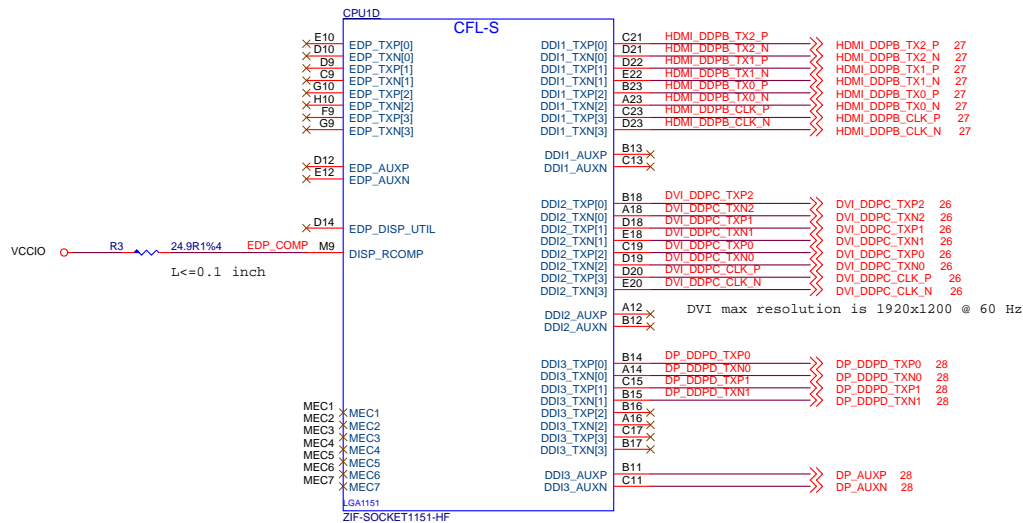 CPU1D
CFL-S
E10 EDP_TXP[0] DDI1_TXP[0] C21 HDMI_DDPB_TX2_P HDMI_DDPB_TX2_P 27
D10 EDP_TXN[0] DDI1_TXN[0] D21 HDMI_DDPB_TX2_N HDMI_DDPB_TX2_N 27
D9 EDP_TXP[1] DDI1_TXP[1] D22 HDMI_DDPB_TX1_P HDMI_DDPB_TX1_P 27
C9 EDP_TXN[1] DDI1_TXN[1] E22 HDMI_DDPB_TX1_N HDMI_DDPB_TX1_N 27
G10 EDP_TXP[2] DDI1_TXP[2] B23 HDMI_DDPB_TX0_P HDMI_DDPB_TX0_P 27
H10 EDP_TXN[2] DDI1_TXN[2] A23 HDMI_DDPB_TX0_N HDMI_DDPB_TX0_N 27
F9 EDP_TXP[3] DDI1_TXP[3] C23 HDMI_DDPB_CLK_P HDMI_DDPB_CLK_P 27
G9 EDP_TXN[3] DDI1_TXN[3] D23 HDMI_DDPB_CLK_N HDMI_DDPB_CLK_N 27
DDI1_AUXP B13
D12 EDP_AUXP DDI1_AUXN C13
E12 EDP_AUXN
DDI2_TXP[0] B18 DVI_DDPC_TXP2 DVI_DDPC_TXP2 26
DDI2_TXN[0] A18 DVI_DDPC_TXN2 DVI_DDPC_TXN2 26
D14 EDP_DISP_UTIL DDI2_TXP[1] D18 DVI_DDPC_TXP1 DVI_DDPC_TXP1 26
DDI2_TXN[1] E18 DVI_DDPC_TXN1 DVI_DDPC_TXN1 26
VCCIO R3 24.9R1%4 EDP_COMP M9 DISP_RCOMP DDI2_TXP[2] C19 DVI_DDPC_TXP0 DVI_DDPC_TXP0 26
DDI2_TXN[2] D19 DVI_DDPC_TXN0 DVI_DDPC_TXN0 26
L<=0.1 inch DDI2_TXP[3] D20 DVI_DDPC_CLK_P DVI_DDPC_CLK_P 26
DDI2_TXN[3] E20 DVI_DDPC_CLK_N DVI_DDPC_CLK_N 26
DDI2_AUXP A12 DVI max resolution is 1920x1200 @ 60 Hz
DDI2_AUXN B12
DDI3_TXP[0] B14 DP_DDPD_TXP0 DP_DDPD_TXP0 28
DDI3_TXN[0] A14 DP_DDPD_TXN0 DP_DDPD_TXN0 28
DDI3_TXP[1] C15 DP_DDPD_TXP1 DP_DDPD_TXP1 28
DDI3_TXN[1] B15 DP_DDPD_TXN1 DP_DDPD_TXN1 28
MEC1 MEC1 DDI3_TXP[2] B16
MEC2 MEC2 DDI3_TXN[2] A16
MEC3 MEC3 DDI3_TXP[3] C17
MEC4 MEC4 DDI3_TXN[3] B17
MEC5 MEC5
MEC6 MEC6 DDI3_AUXP B11 DP_AUXP 28
MEC7 MEC7 DDI3_AUXN C11 DP_AUXN 28
LGA1151
ZIF-SOCKET1151-HF